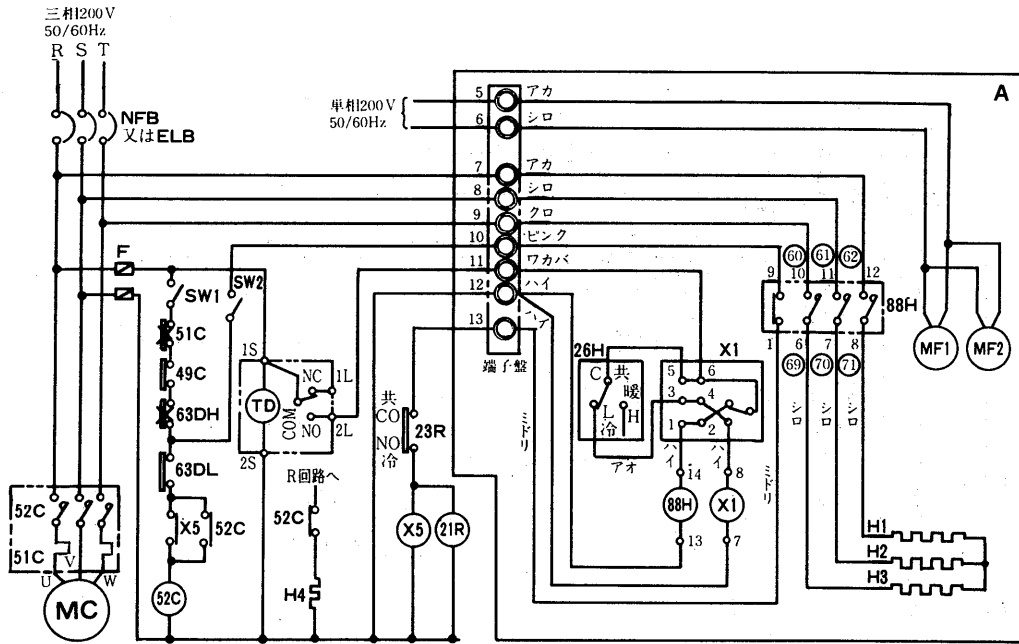 三相200V
50/60Hz
R S T
NFB
又はELB
単相200V
50/60Hz
5 アカ
6 シロ
7 アカ
8 シロ
9 クロ
10 ピンク
11 ワカバ
12 ハイ
ハイ
13
端子盤
A
F
SW1
SW2
51C
49C
63DH
63DL
X5
52C
52C
52C
51C
U V W
MC
1S
TD
2S
COM
NC
NO
1L
2L
R回路へ
52C
H4
共
CO
NO
冷
23R
X5
21R
ミドリ
26H
C 共
暖
L H
冷
アオ
X1
5 6
3 4
1 2
ハイ
ハイ
14 8
88H
X1
13 7
ミドリ
60 61 62
9 10 11 12
88H
1 6 7 8
69 70 71
シロ
シロ
シロ
MF1
MF2
H1
H2
H3